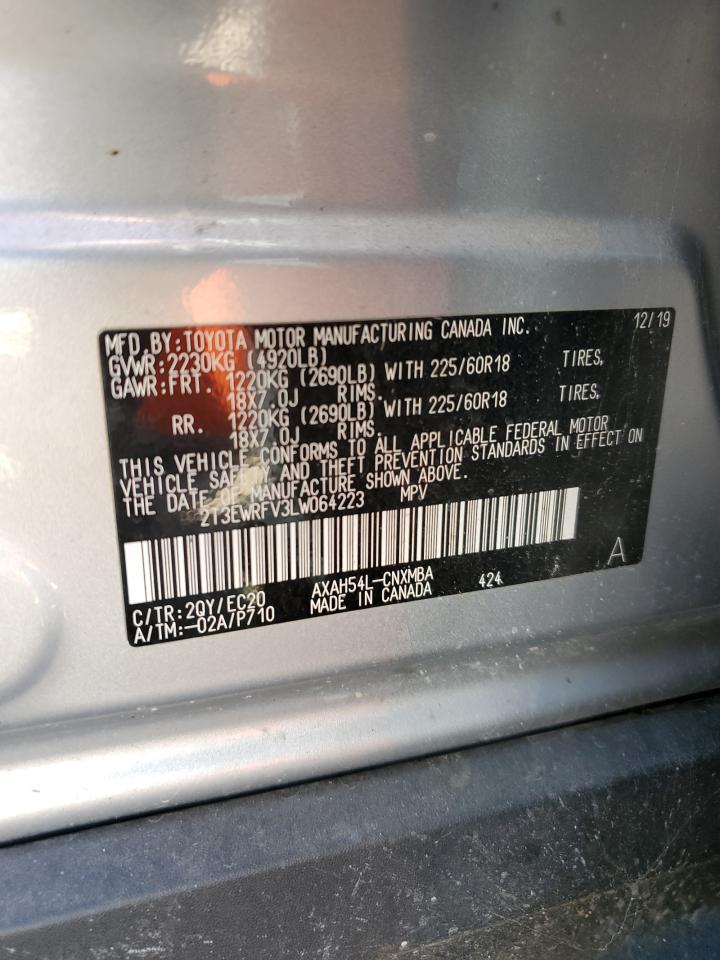 MFD.BY:TOYOTA MOTOR MANUFACTURING CANADA INC. 12/19
GVWR:2230KG (4920LB)
GAWR:FRT. 1220KG (2690LB) WITH 225/60R18 TIRES,
18X7.0J RIMS.
RR. 1220KG (2690LB) WITH 225/60R18 TIRES,
18X7.0J RIMS.
THIS VEHICLE CONFORMS TO ALL APPLICABLE FEDERAL MOTOR
VEHICLE SAFETY AND THEFT PREVENTION STANDARDS IN EFFECT ON
THE DATE OF MANUFACTURE SHOWN ABOVE.
2T3EWRFV3LW064223 MPV
A
C/TR:2QY/EC20 AXAH54L-CNXMBA 424
A/TM:-02A/P710 MADE IN CANADA